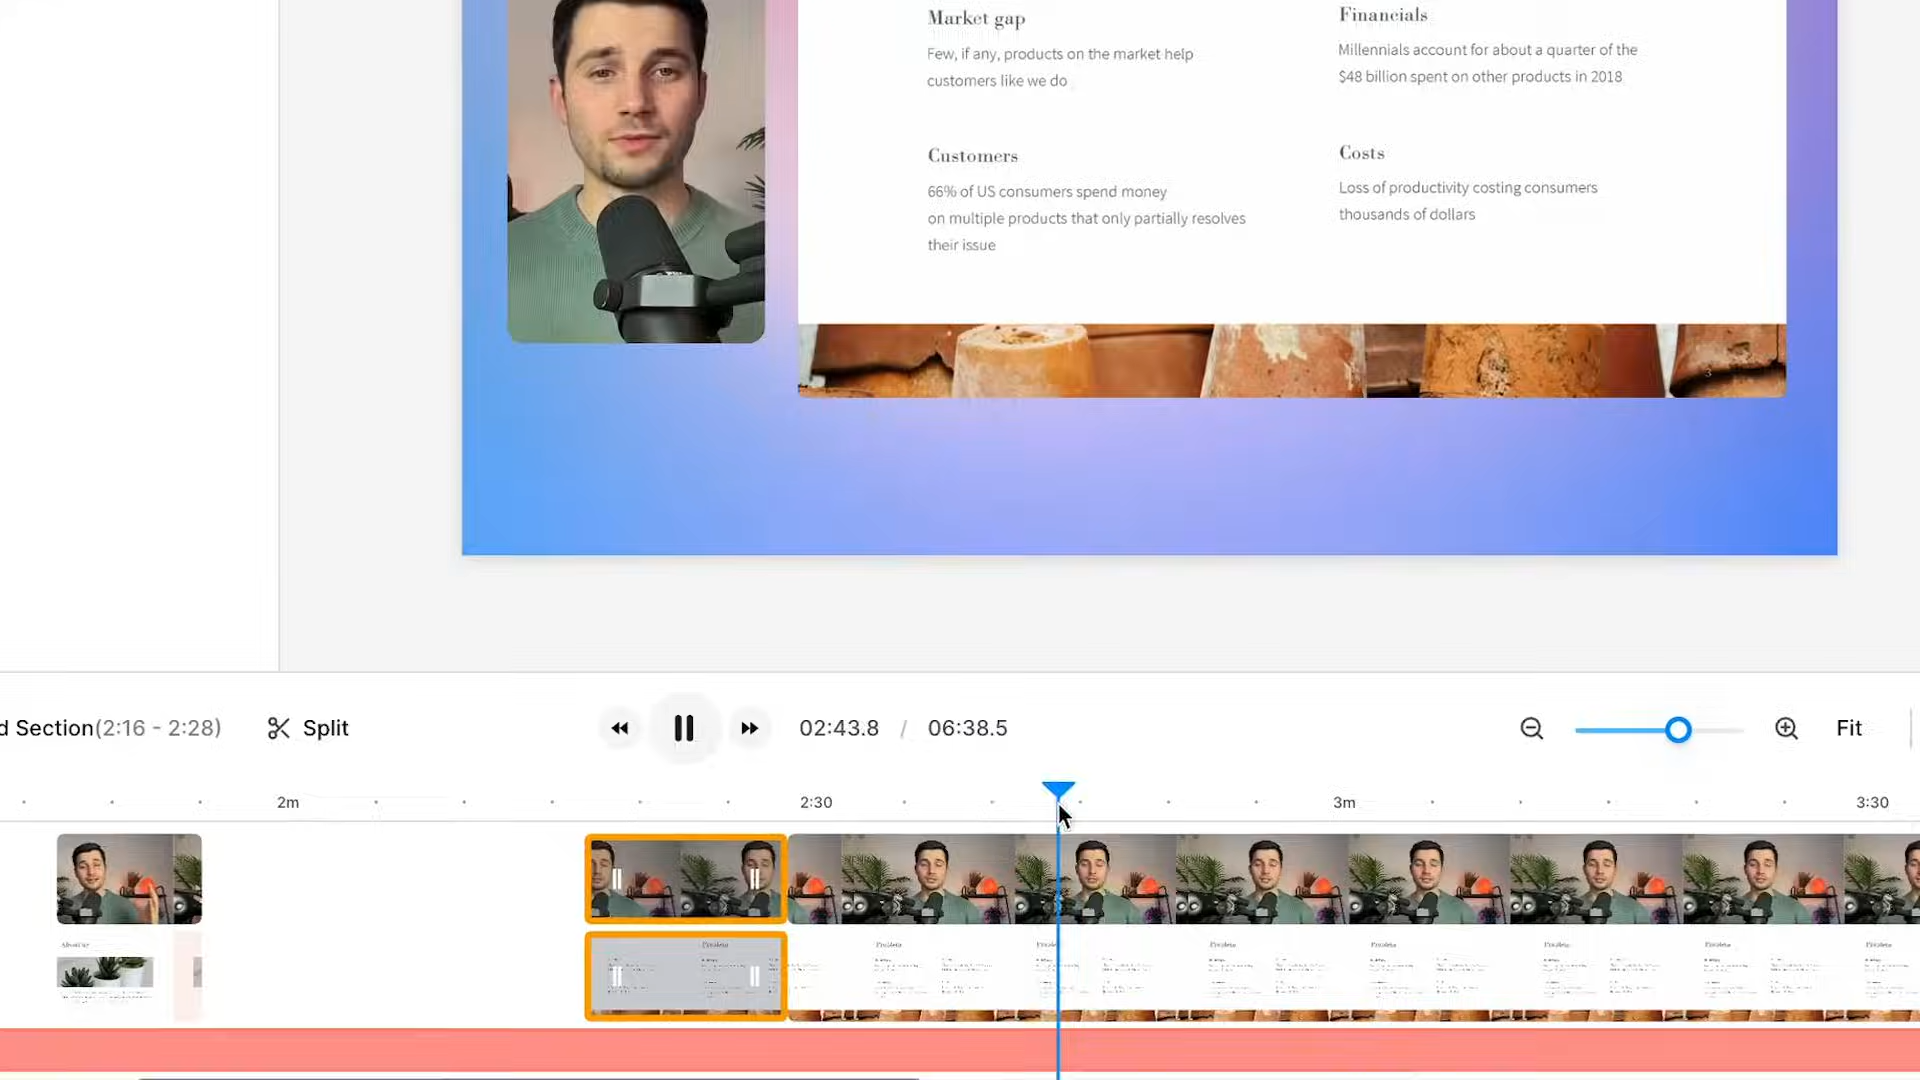 Market gap
Few, if any, products on the market help
customers like we do
Financials
Millennials account for about a quarter of the
$48 billion spent on other products in 2018
Customers
66% of US consumers spend money
on multiple products that only partially resolves
their issue
Costs
Loss of productivity costing consumers
thousands of dollars
3
d Section(2:16 - 2:28)
Split
02:43.8 / 06:38.5
Fit
2m
2:30
3m
3:30